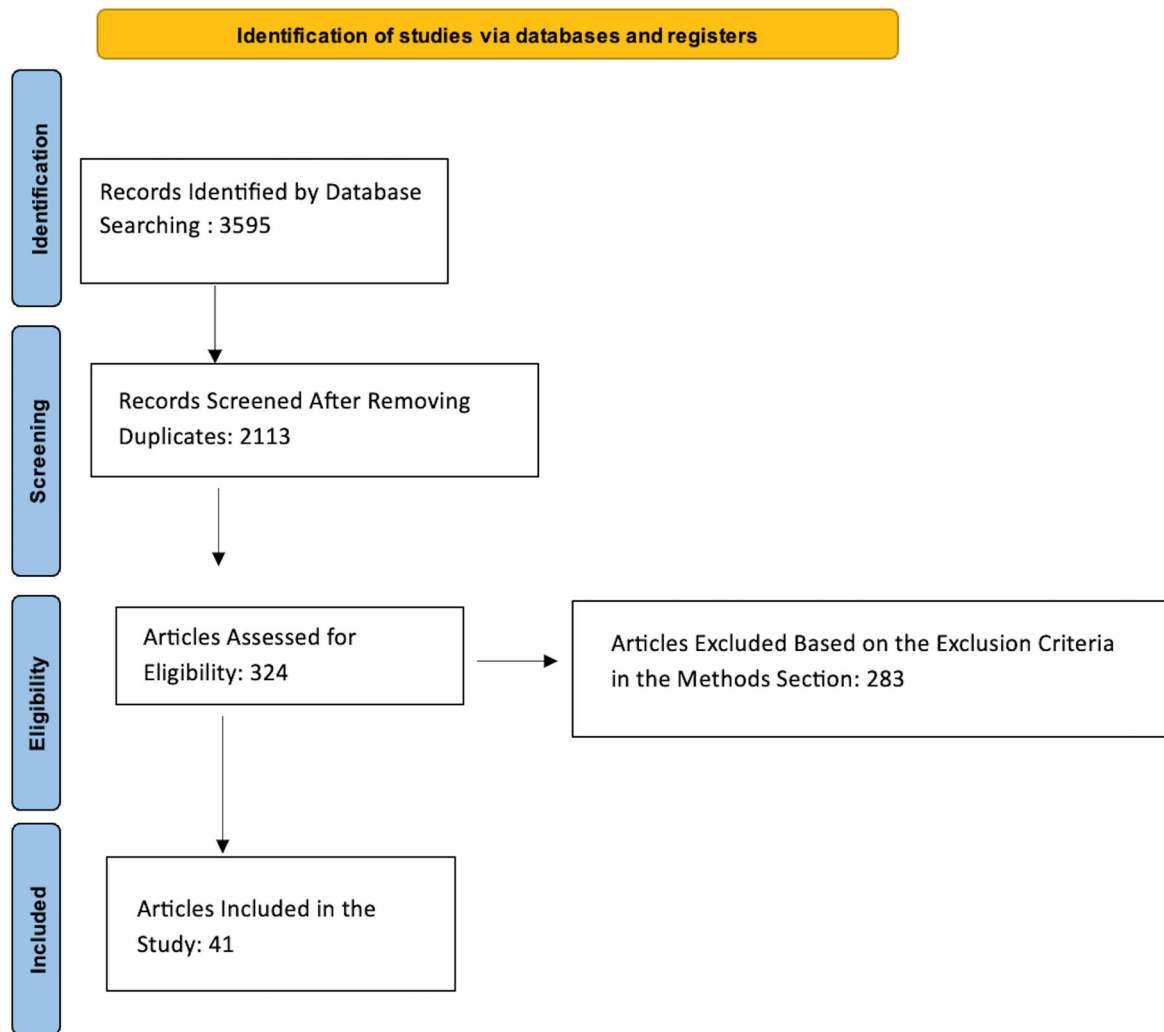 Identification of studies via databases and registers
Identification
Records Identified by Database
Searching : 3595
Screening
Records Screened After Removing
Duplicates: 2113
Eligibility
Articles Assessed for
Eligibility: 324
Articles Excluded Based on the Exclusion Criteria
in the Methods Section: 283
Included
Articles Included in the
Study: 41